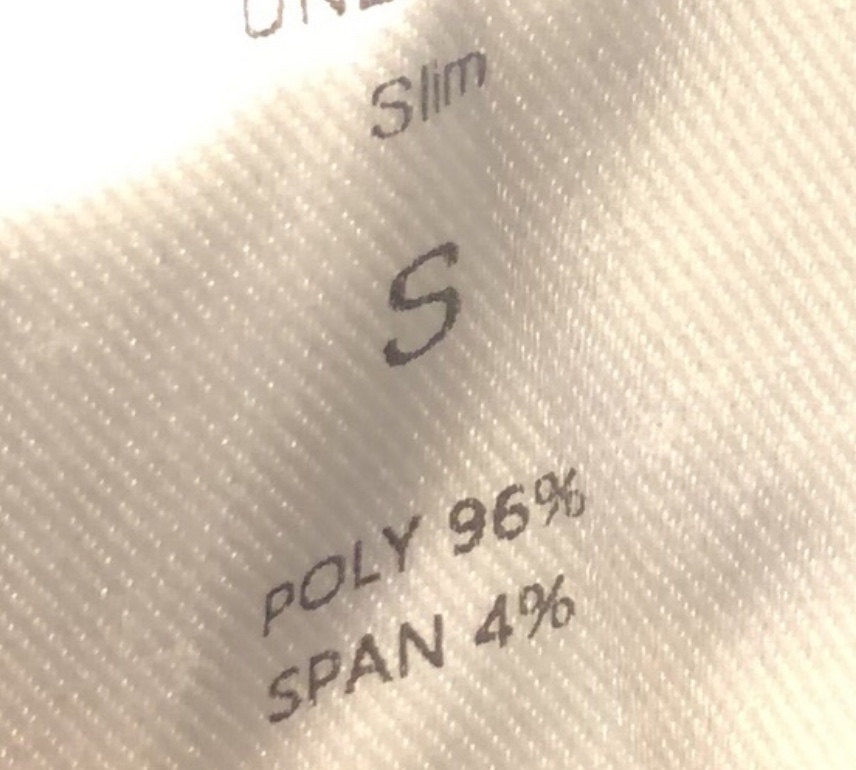 Slim
S
POLY 96%
SPAN 4%